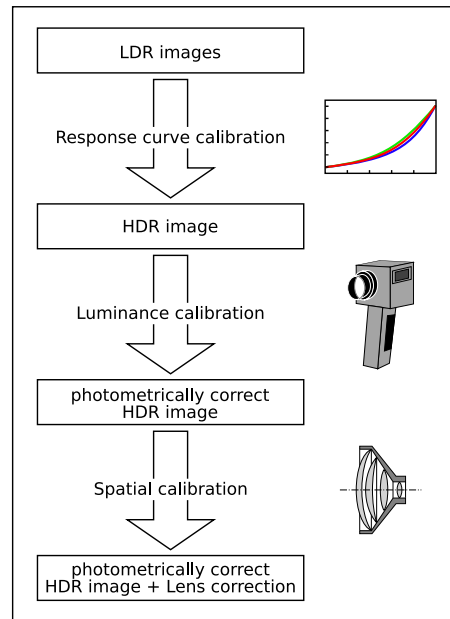 LDR images
Response curve calibration
HDR image
Luminance calibration
photometrically correct
HDR image
Spatial calibration
photometrically correct
HDR image + Lens correction